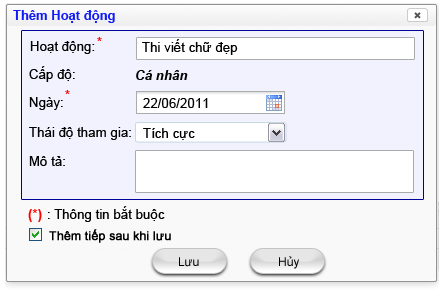 Thêm Hoạt động
Hoạt động:* Thi viết chữ đẹp
Cấp độ: Cá nhân
Ngày:* 22/06/2011
Thái độ tham gia: Tích cực
Mô tả:
(*) : Thông tin bắt buộc
Thêm tiếp sau khi lưu
Lưu Hủy